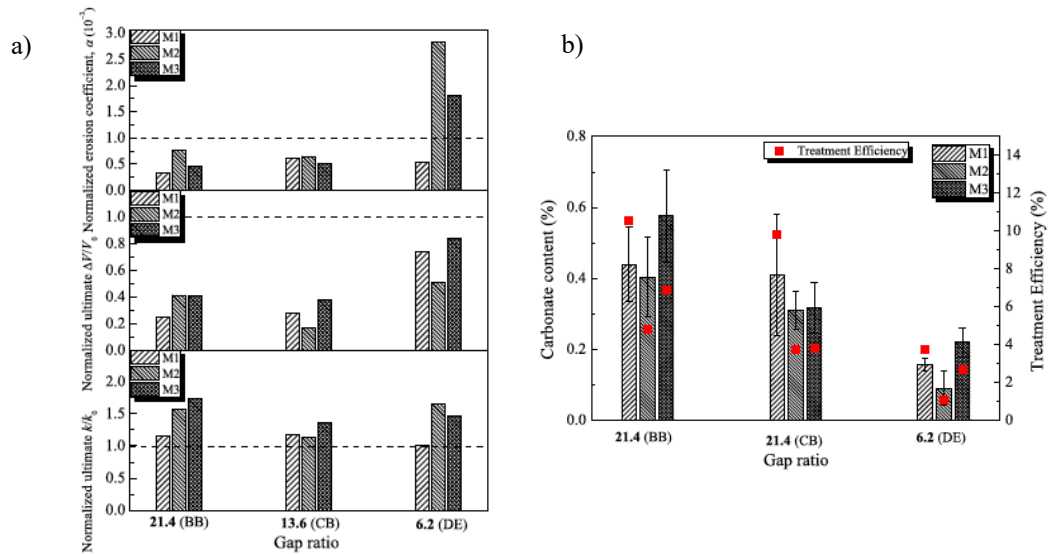 a)
Normalized erosion coefficient, α (10⁻³)
3.0
2.5
2.0
1.5
1.0
0.5
0.0
M1
M2
M3
Normalized ultimate ΔV/V₀
1.0
0.8
0.6
0.4
0.2
0.0
M1
M2
M3
Normalized ultimate k/k₀
2.0
1.5
1.0
0.5
0.0
M1
M2
M3
21.4 (BB) 13.6 (CB) 6.2 (DE)
Gap ratio
b)
Carbonate content (%)
0.8
0.6
0.4
0.2
0.0
Treatment Efficiency
M1
M2
M3
14
12
10
8
6
4
2
0
Treatment Efficiency (%)
21.4 (BB) 21.4 (CB) 6.2 (DE)
Gap ratio